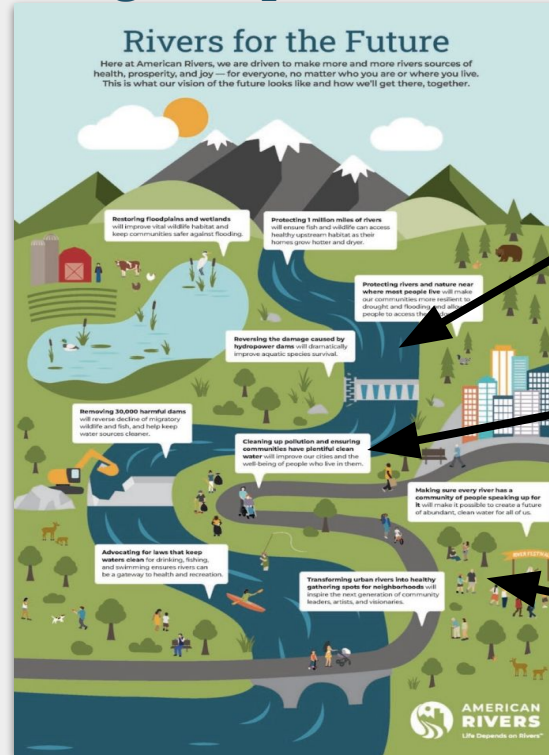 Rivers for the Future
Here at American Rivers, we are driven to make more and more rivers sources of
health, prosperity, and joy — for everyone, no matter who you are or where you live.
This is what our vision of the future looks like and how we'll get there, together.
Restoring floodplains and wetlands
will improve vital wildlife habitat and
keep communities safer against flooding.
Protecting 1 million miles of rivers
will ensure fish and wildlife can access
healthy upstream habitat as their
homes grow hotter and dryer.
Protecting rivers and nature near
where most people live will make
our communities more resilient to
drought and flooding and
people to access
Reversing the damage caused by
hydropower dams will dramatically
improve aquatic species survival.
Removing 30,000 harmful dams
will reverse decline of migratory
wildlife and fish, and help keep
water sources cleaner.
Cleaning up pollution and ensuring
communities have plentiful clean
water will improve our cities and the
well-being of people who live in them.
Making sure every river has a
community of people speaking up for
it will make it possible to create a future
of abundant, clean water for all of us.
Advocating for laws that keep
waters clean for drinking, fishing,
and swimming ensures rivers can
be a gateway to health and recreation.
Transforming urban rivers into healthy
gathering spots for neighborhoods will
inspire the next generation of community
leaders, artists, and visionaries.
RIVER FESTIVAL
AMERICAN
RIVERS
Life Depends on Rivers™